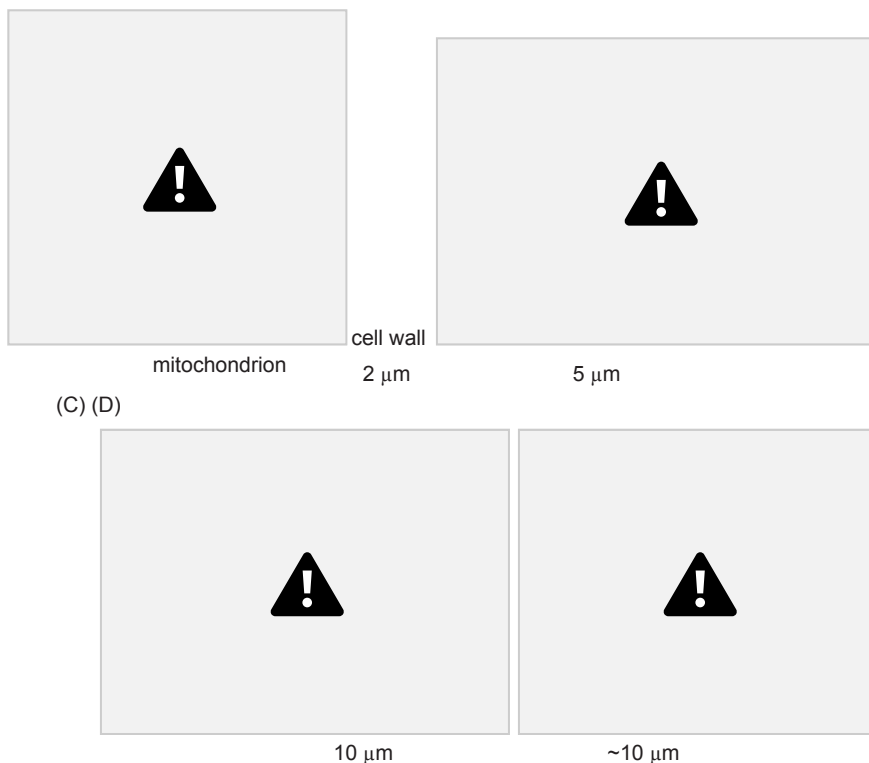 cell wall
mitochondrion
2 μm
5 μm
(C) (D)
10 μm
~10 μm